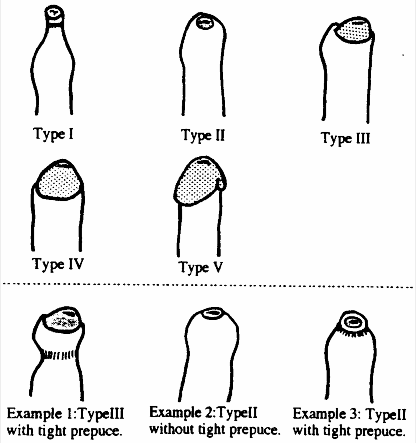 Type I
Type II
Type III
Type IV
Type V
Example 1:TypeIII
with tight prepuce.
Example 2:TypeII
without tight prepuce.
Example 3: TypeII
with tight prepuce.